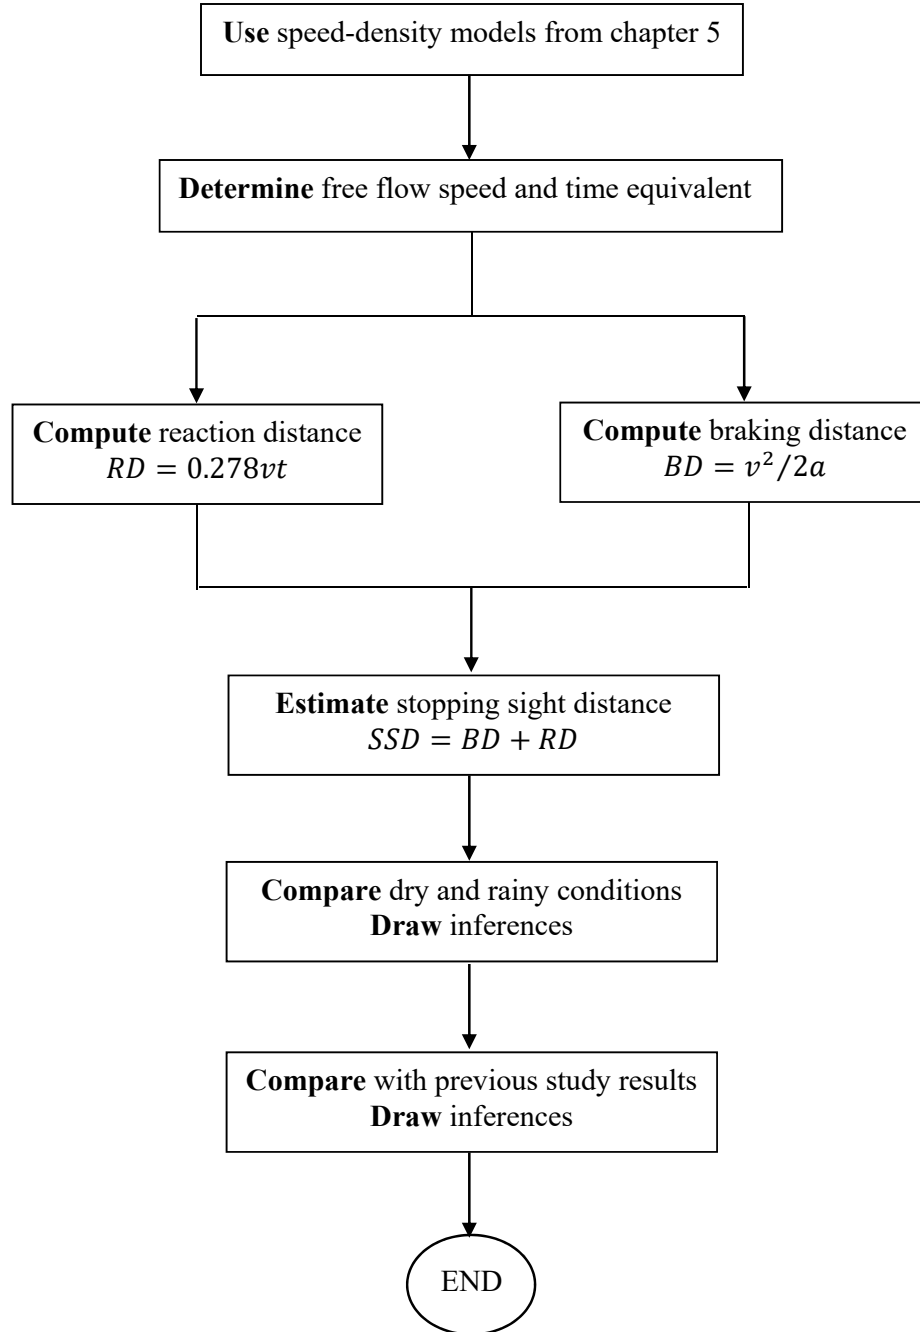 Use speed-density models from chapter 5
Determine free flow speed and time equivalent
Compute reaction distance
RD = 0.278vt
Compute braking distance
BD = v²/2a
Estimate stopping sight distance
SSD = BD + RD
Compare dry and rainy conditions
Draw inferences
Compare with previous study results
Draw inferences
END